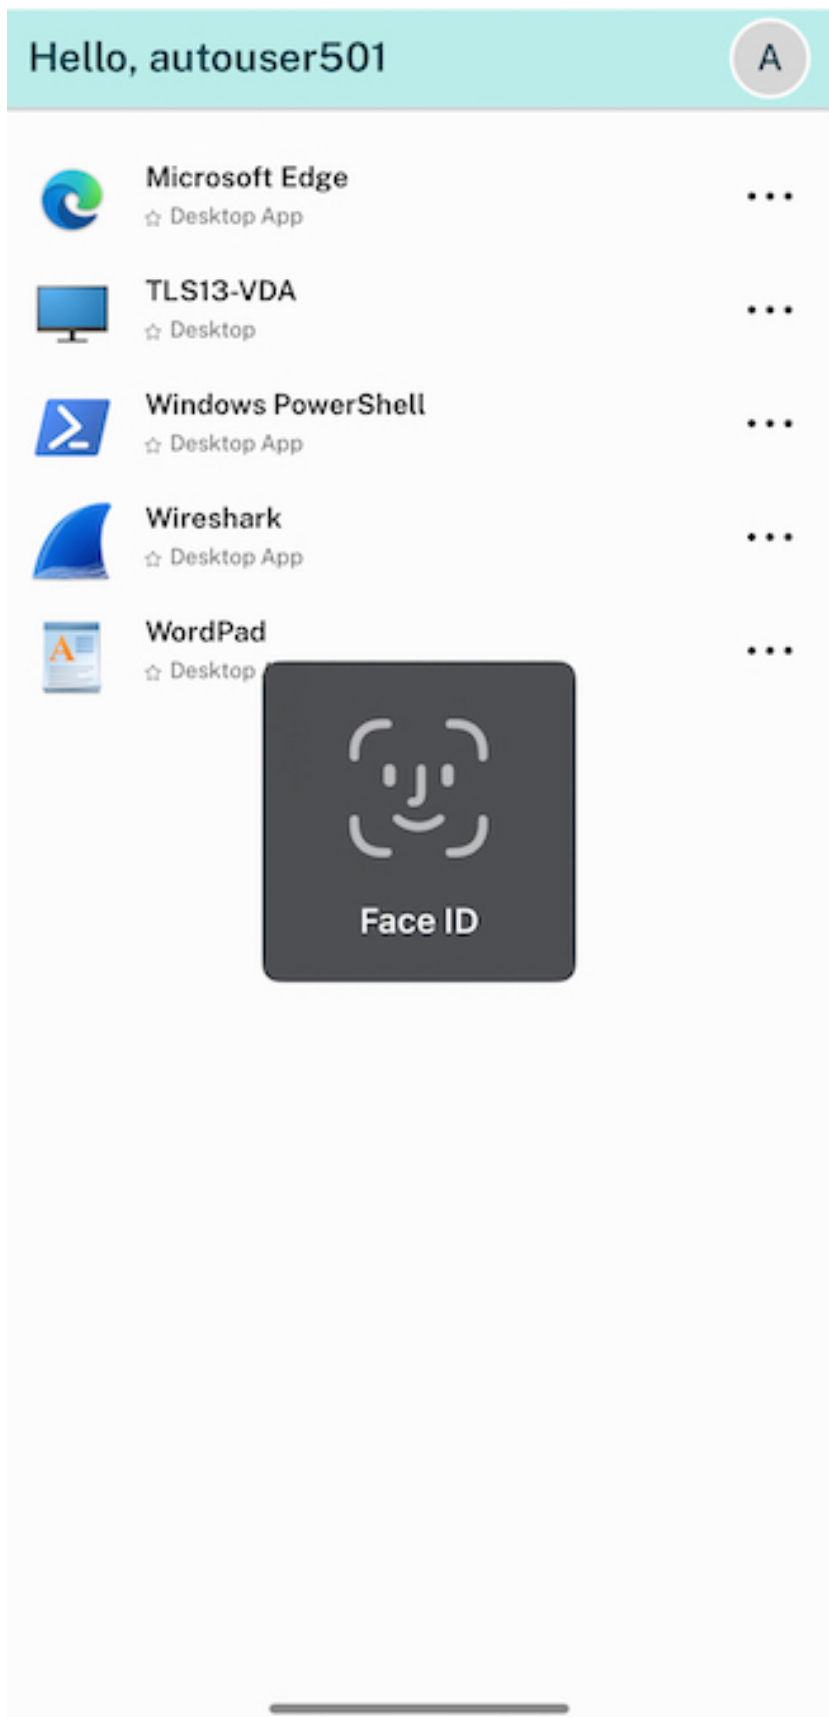 Hello, autouser501
A
Microsoft Edge
Desktop App
TLS13-VDA
Desktop
Windows PowerShell
Desktop App
Wireshark
Desktop App
WordPad
Desktop
Face ID